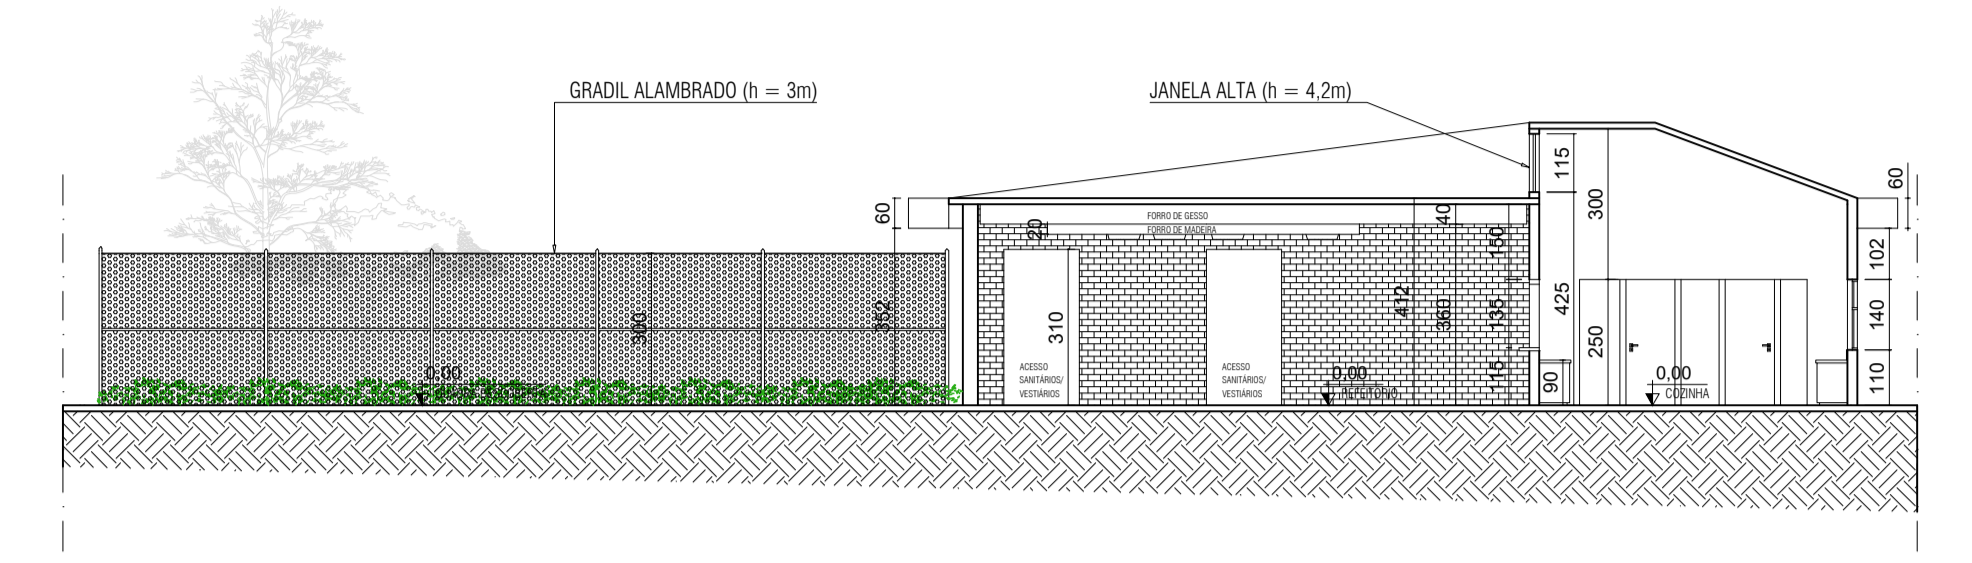 GRADIL ALAMBRADO (h = 3m)
JANELA ALTA (h = 4,2m)
115
60
300
60
FORRO DE GESSO
40
20
FORRO DE MADEIRA
150
102
352
300
310
412
360
135
425
250
140
ACESSO
SANITÁRIOS/
VESTIÁRIOS
ACESSO
SANITÁRIOS/
VESTIÁRIOS
0,00
0,00
REFEITÓRIO
115
90
0,00
COZINHA
110